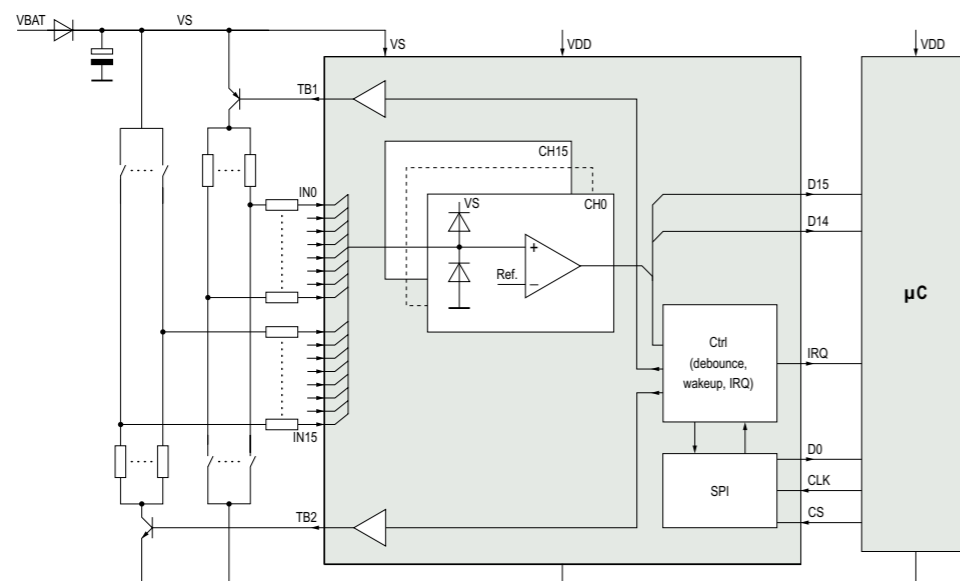 VBAT
VS
VS
VDD
VDD
TB1
CH15
CH0
VS
IN0
D15
D14
+
Ref.
–
µC
Ctrl
(debounce,
wakeup, IRQ)
IRQ
IN15
D0
SPI
CLK
CS
TB2